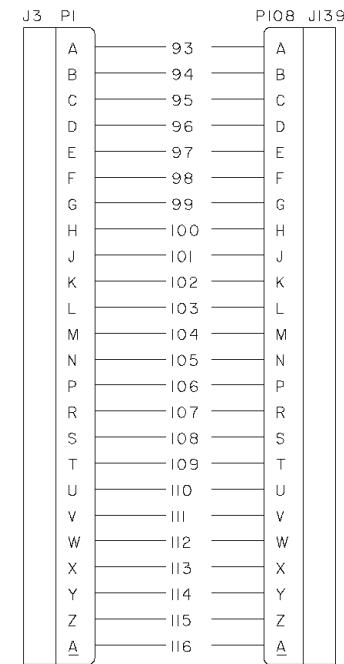 J3 P1 P108 J139
A 93 A
B 94 B
C 95 C
D 96 D
E 97 E
F 98 F
G 99 G
H 100 H
J 101 J
K 102 K
L 103 L
M 104 M
N 105 N
P 106 P
R 107 R
S 108 S
T 109 T
U 110 U
V 111 V
W 112 W
X 113 X
Y 114 Y
Z 115 Z
A 116 A